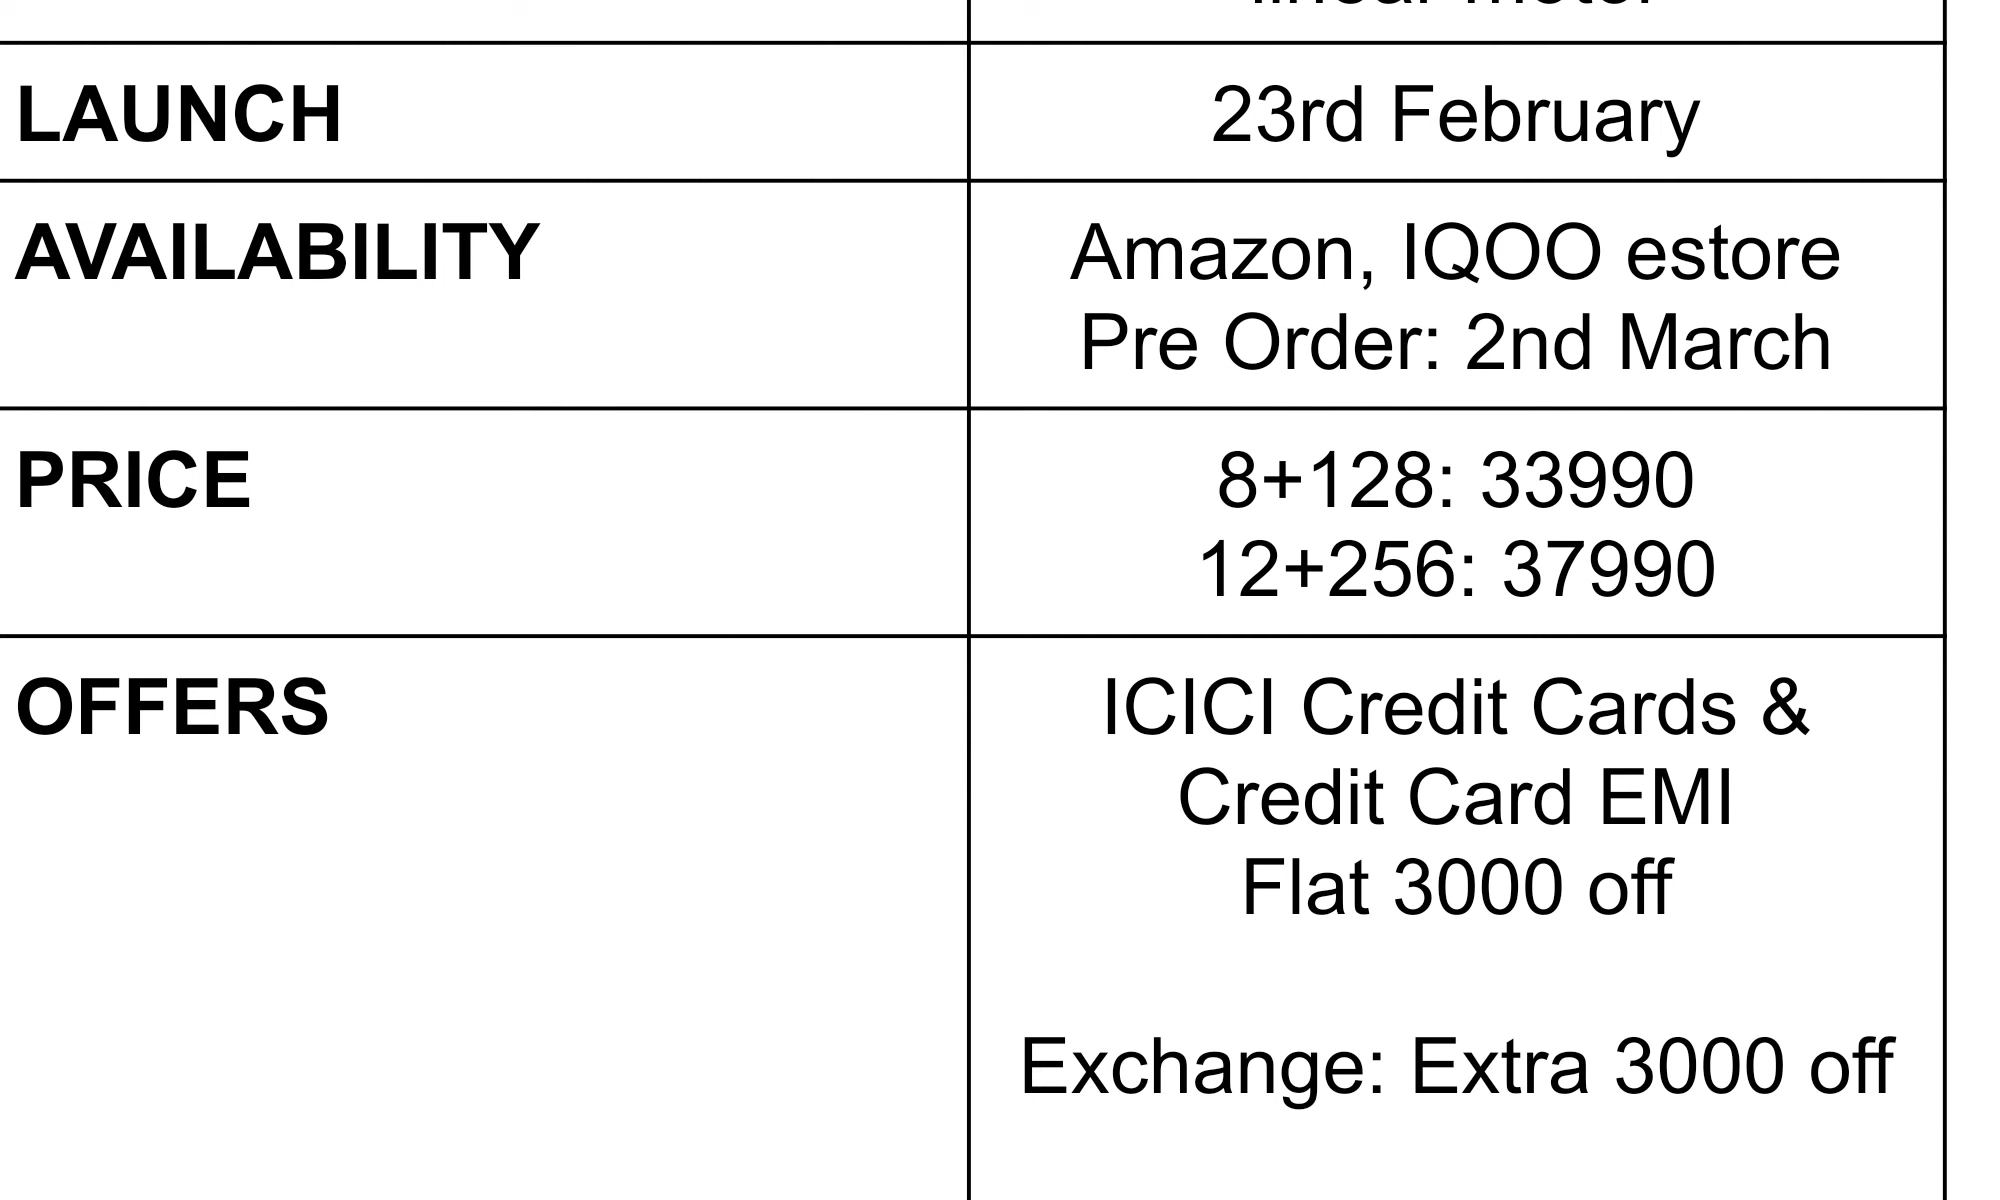 LAUNCH
23rd February
AVAILABILITY
Amazon, IQOO estore
Pre Order: 2nd March
PRICE
8+128: 33990
12+256: 37990
OFFERS
ICICI Credit Cards &
Credit Card EMI
Flat 3000 off
Exchange: Extra 3000 off